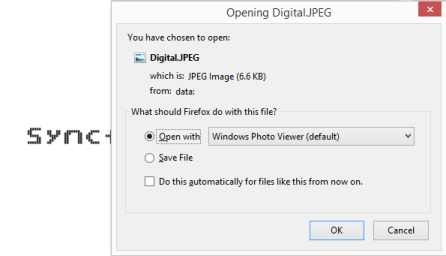 Opening Digital.JPEG
You have chosen to open:
Digital.JPEG
which is: JPEG Image (6.6 KB)
from: data:
What should Firefox do with this file?
Open with Windows Photo Viewer (default)
Save File
Do this automatically for files like this from now on.
OK Cancel